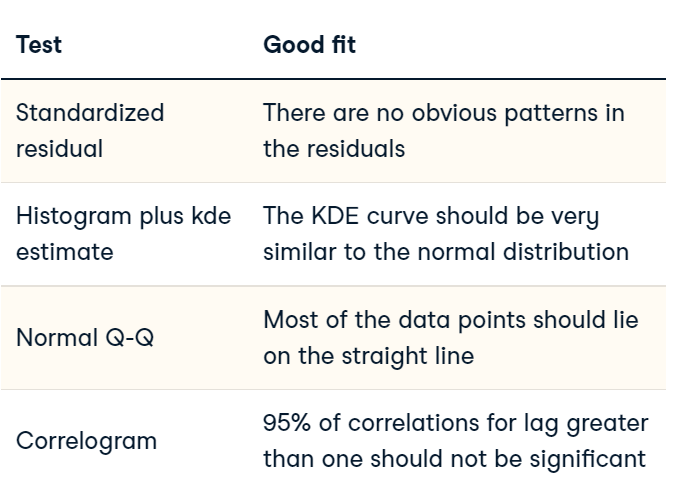 Test Good fit
Standardized There are no obvious patterns in
residual the residuals
Histogram plus kde The KDE curve should be very
estimate similar to the normal distribution
Normal Q-Q Most of the data points should lie
on the straight line
Correlogram 95% of correlations for lag greater
than one should not be significant